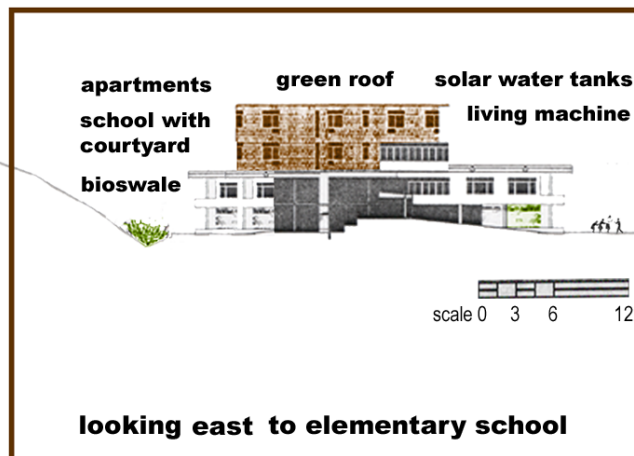 apartments
green roof
solar water tanks
school with
courtyard
living machine
bioswale
scale 0 3 6 12
looking east to elementary school